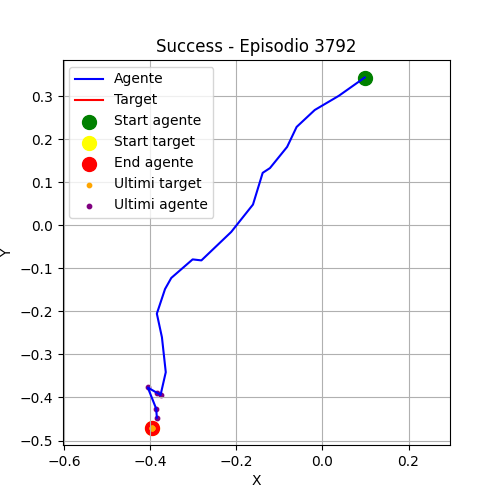 Success - Episodio 3792
Agente
Target
Start agente
Start target
End agente
Ultimi target
Ultimi agente
0.3
0.2
0.1
0.0
−0.1
−0.2
−0.3
−0.4
−0.5
Y
−0.6 −0.4 −0.2 0.0 0.2
X